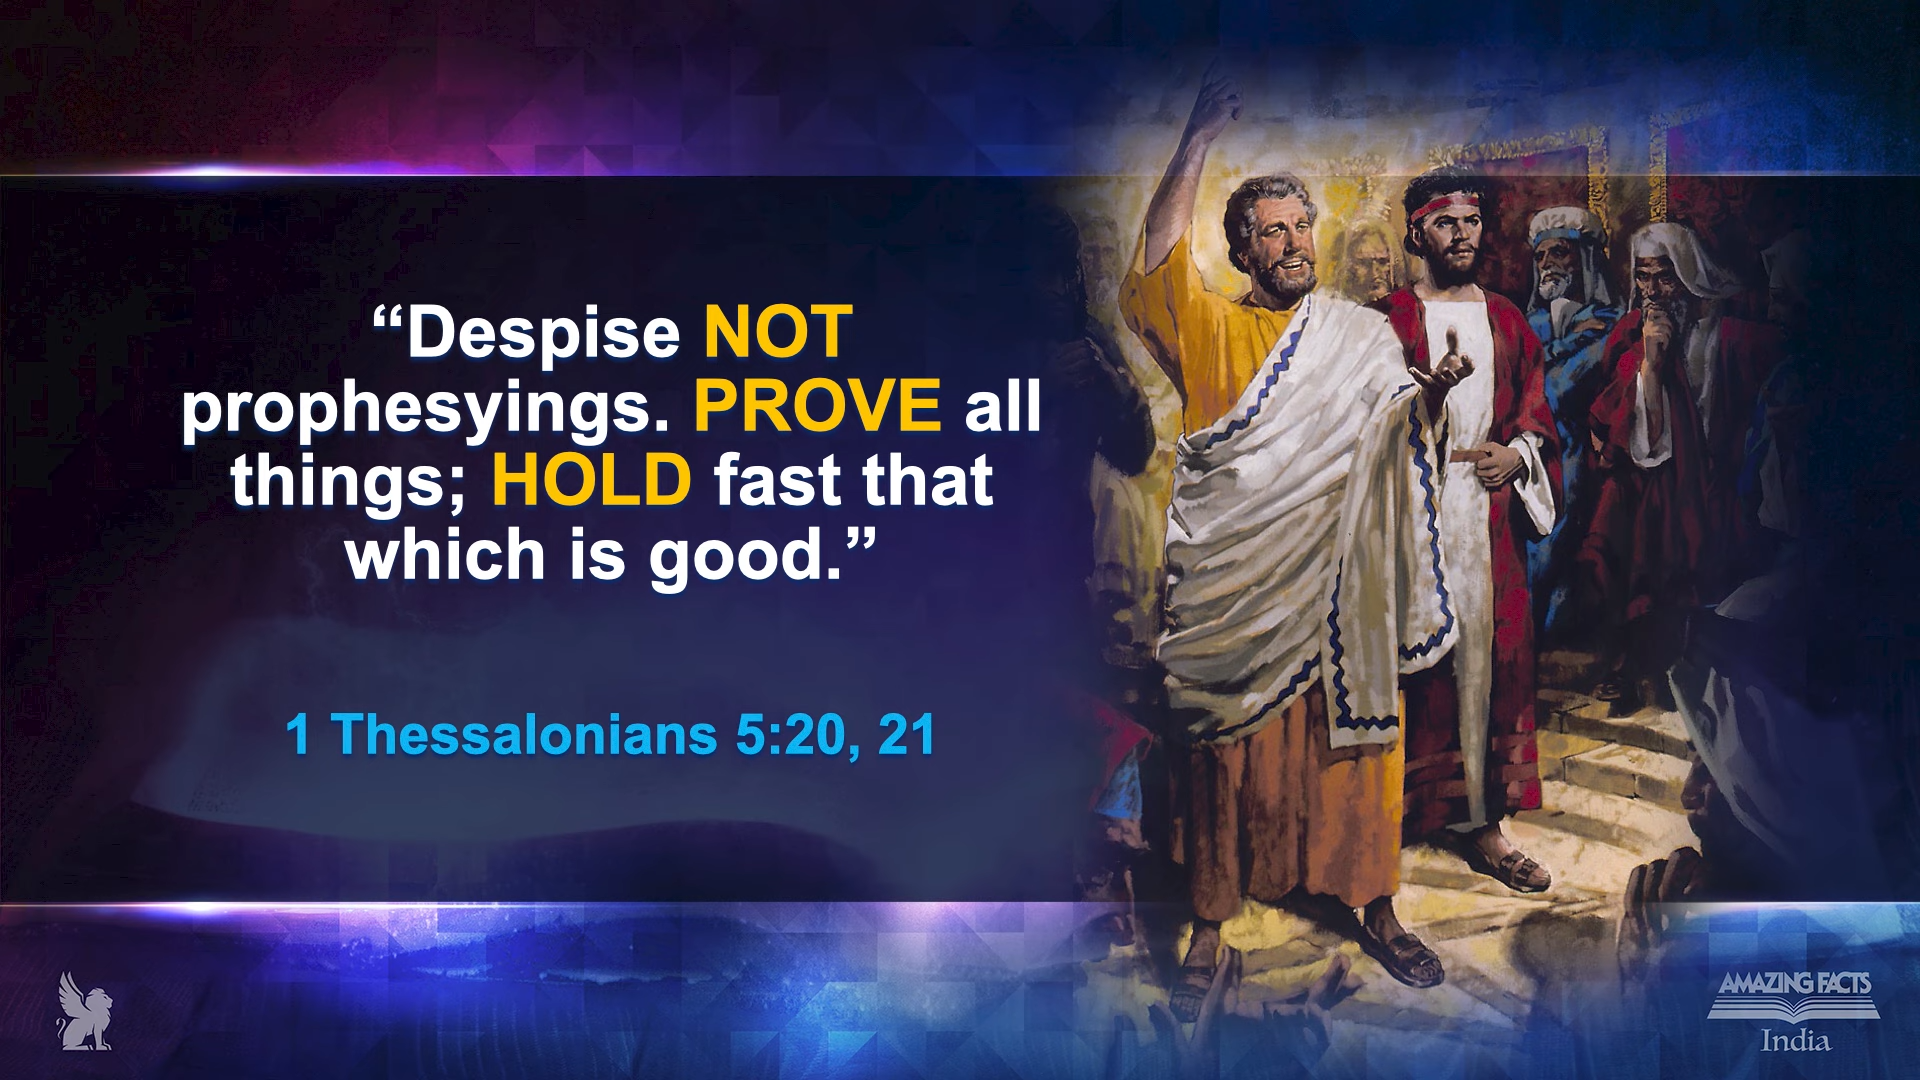 “Despise NOT
prophesyings. PROVE all
things; HOLD fast that
which is good.”
1 Thessalonians 5:20, 21
AMAZING FACTS
India